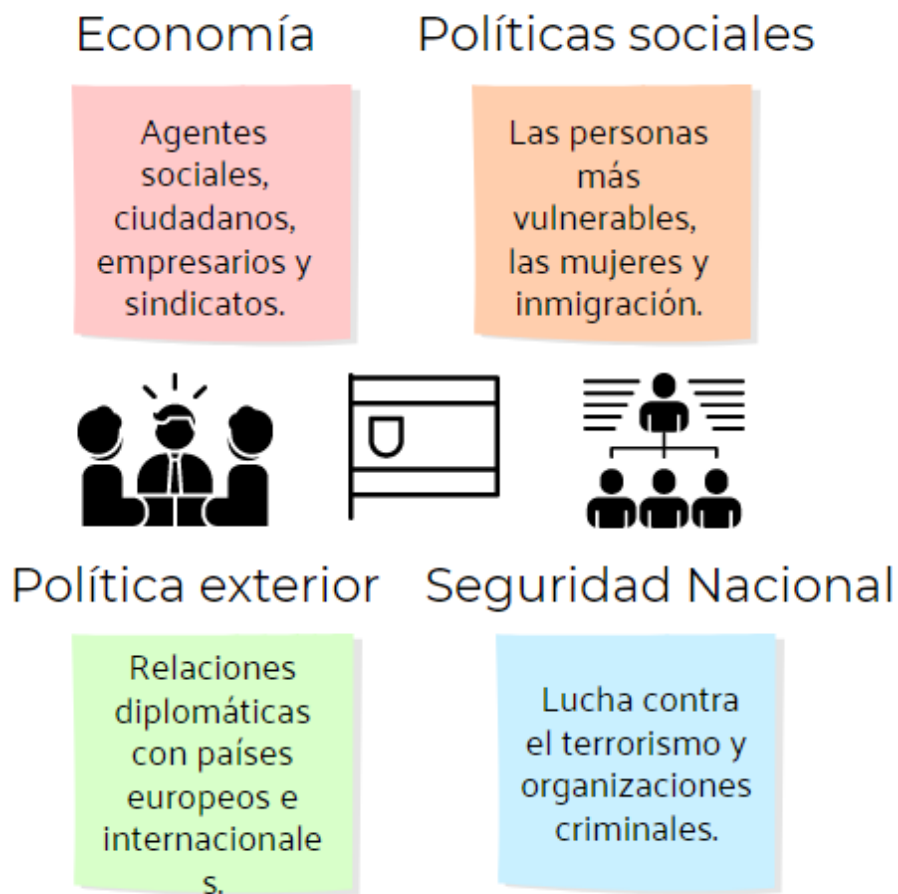 Economía
Agentes
sociales,
ciudadanos,
empresarios y
sindicatos.
Políticas sociales
Las personas
más
vulnerables,
las mujeres y
inmigración.
Política exterior
Relaciones
diplomáticas
con países
europeos e
internacionale
s.
Seguridad Nacional
Lucha contra
el terrorismo y
organizaciones
criminales.